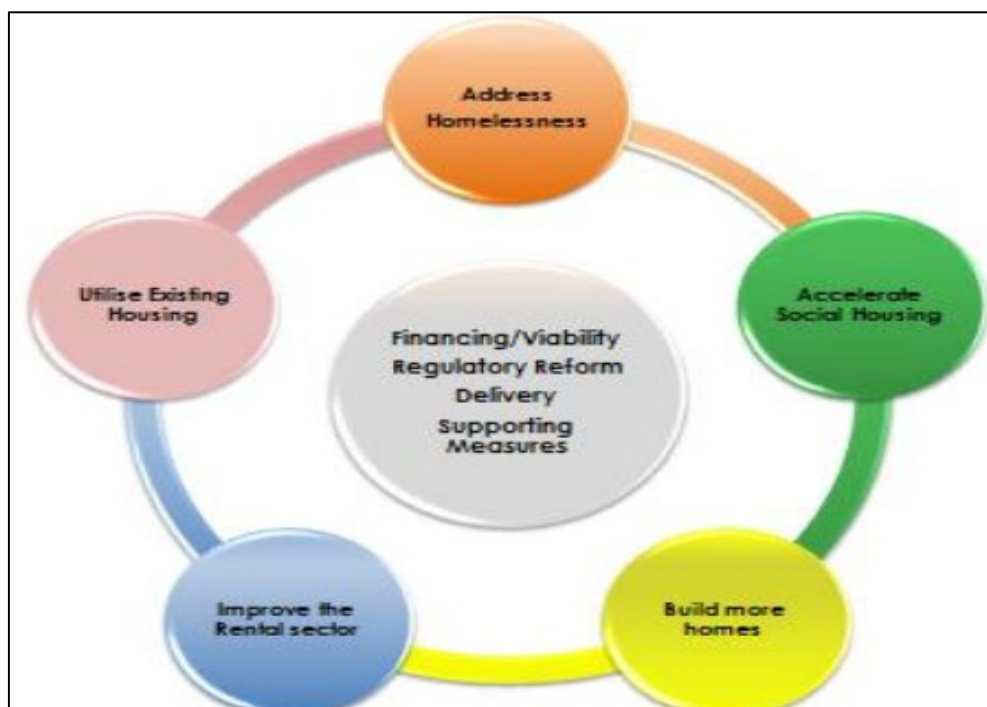 Address
Homelessness
Utilise Existing
Housing
Accelerate
Social Housing
Financing/Viability
Regulatory Reform
Delivery
Supporting
Measures
Improve the
Rental sector
Build more
homes